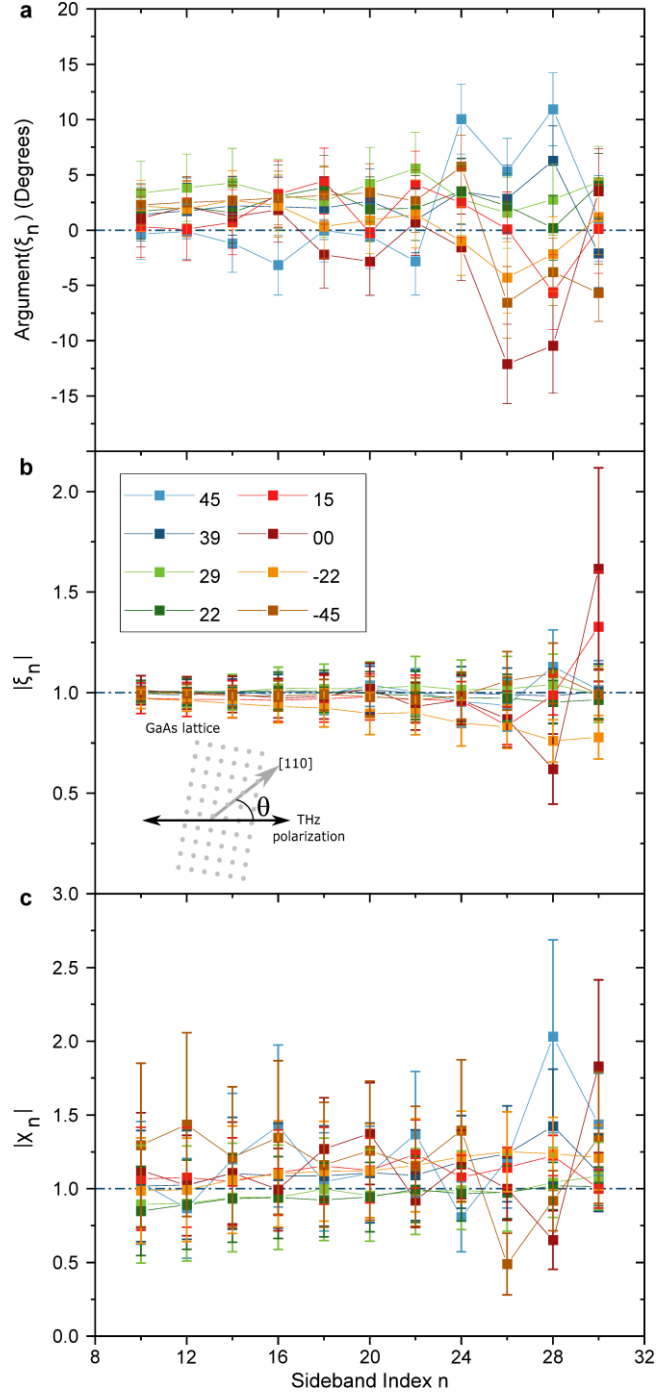 a
20
15
10
5
0
-5
-10
-15
Argument(ξn) (Degrees)
b
2.0
1.5
1.0
0.5
|ξn|
45 15
39 00
29 -22
22 -45
GaAs lattice
[110]
θ
THz
polarization
c
3.0
2.5
2.0
1.5
1.0
0.5
0.0
|χn|
8 12 16 20 24 28 32
Sideband Index n